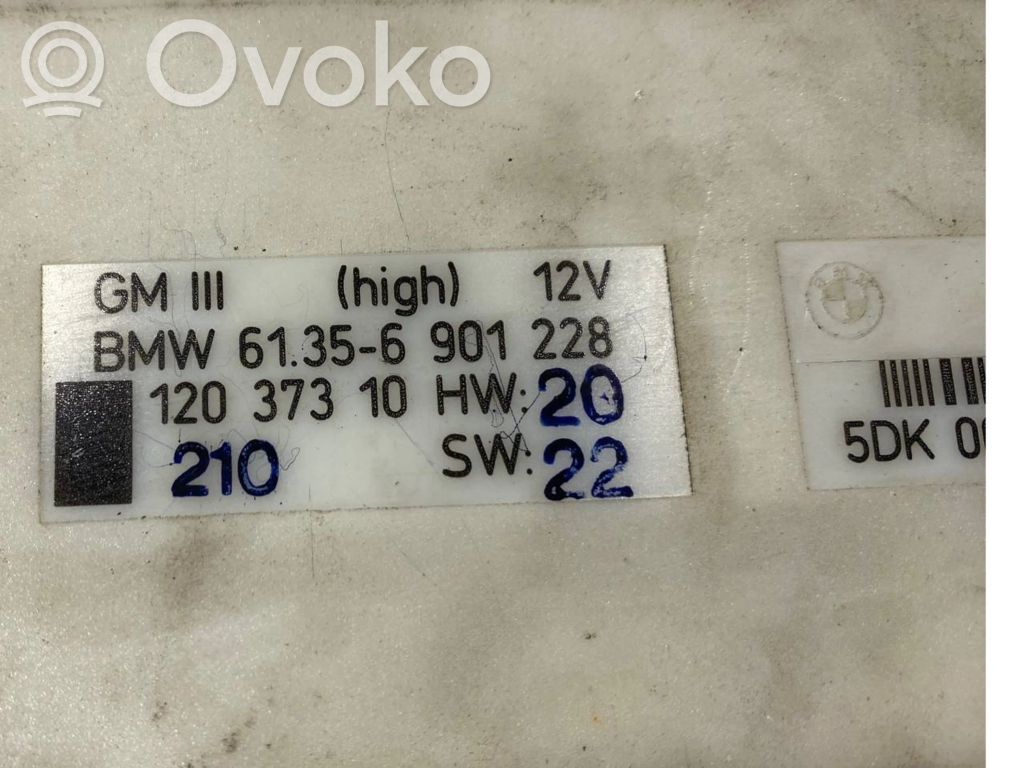 Ovoko
GM III (high) 12V
BMW 61.35-6 901 228
120 373 10 HW: 20
210 SW: 22
5DK